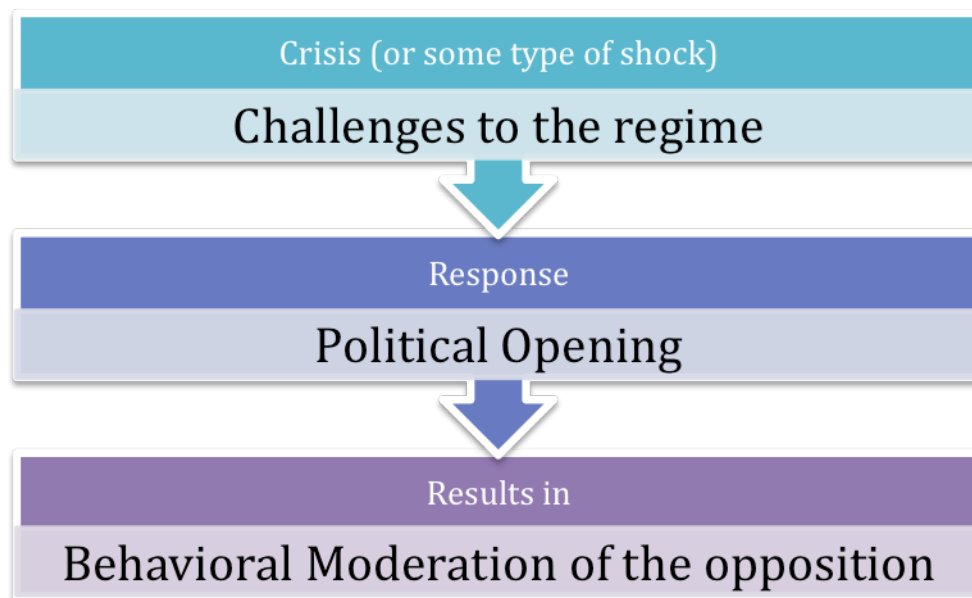 Crisis (or some type of shock)
Challenges to the regime
Response
Political Opening
Results in
Behavioral Moderation of the opposition